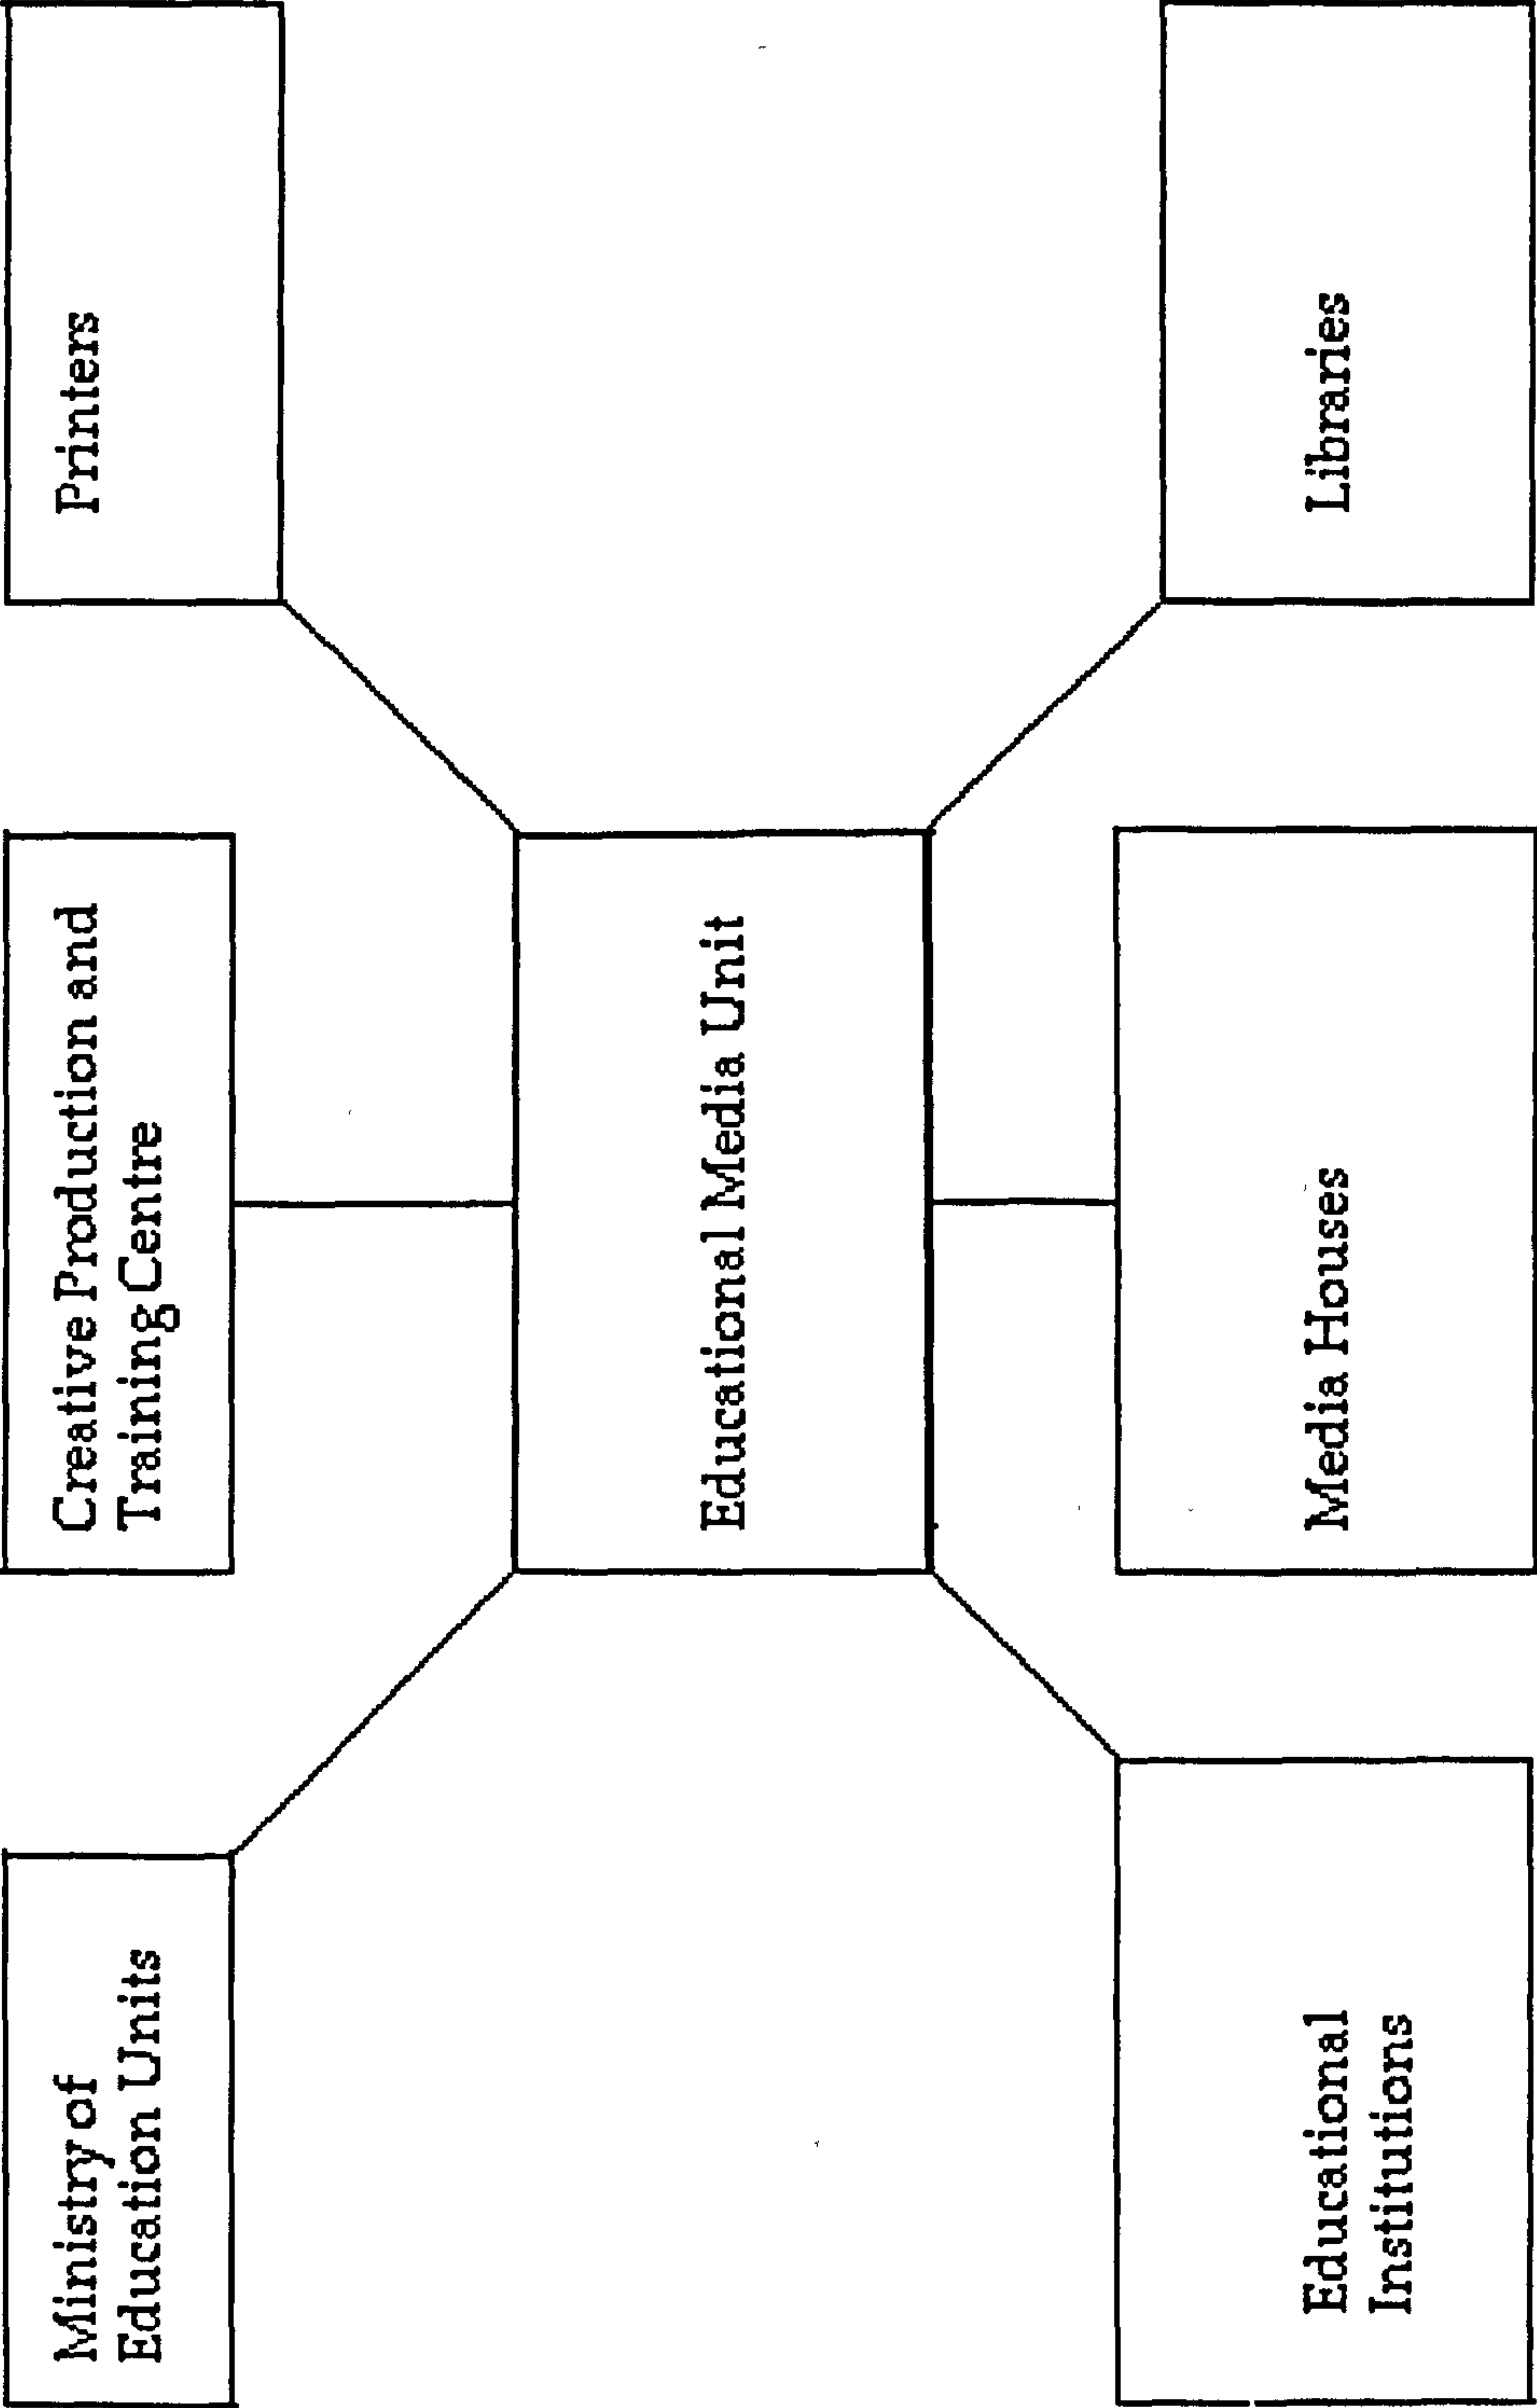 Ministry of
Education Units
Creative Production and
Training Centre
Printers
Educational Media Unit
Educational
Institutions
Media Houses
Libraries